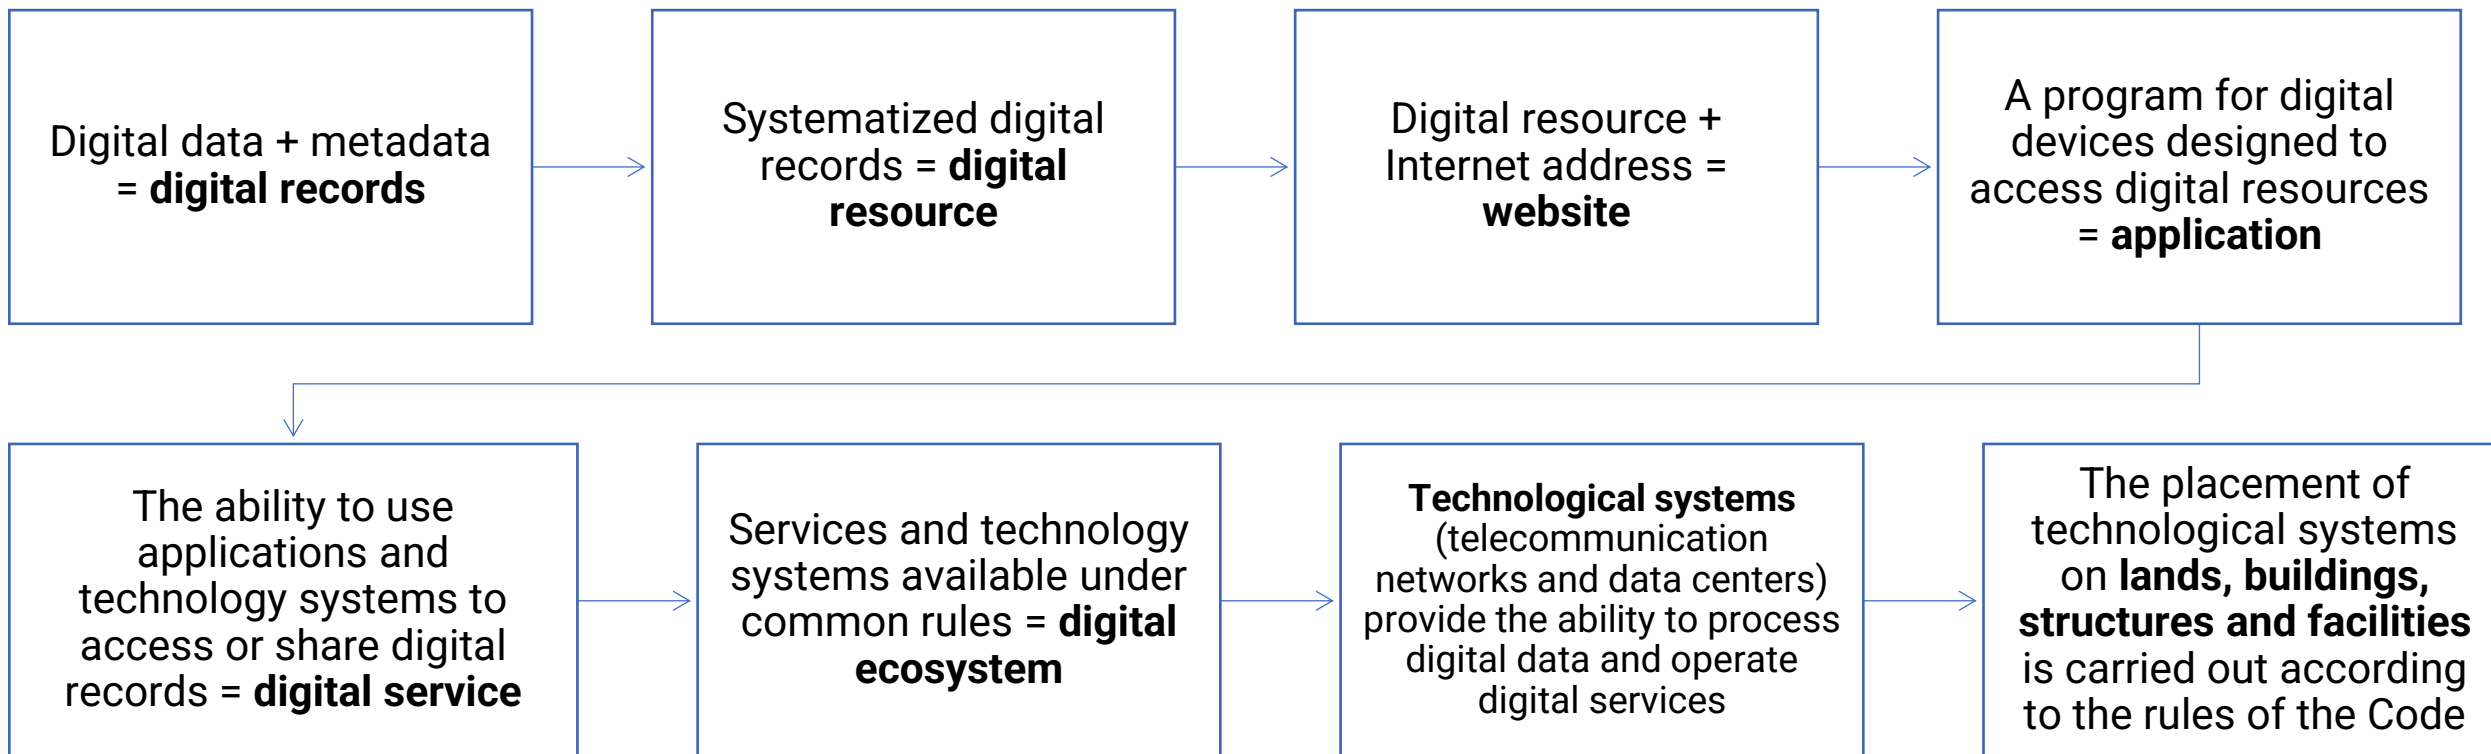 Digital data + metadata
= digital records
Systematized digital
records = digital
resource
Digital resource +
Internet address =
website
A program for digital
devices designed to
access digital resources
= application
The ability to use
applications and
technology systems to
access or share digital
records = digital service
Services and technology
systems available under
common rules = digital
ecosystem
Technological systems
(telecommunication
networks and data centers)
provide the ability to process
digital data and operate
digital services
The placement of
technological systems
on lands, buildings,
structures and facilities
is carried out according
to the rules of the Code